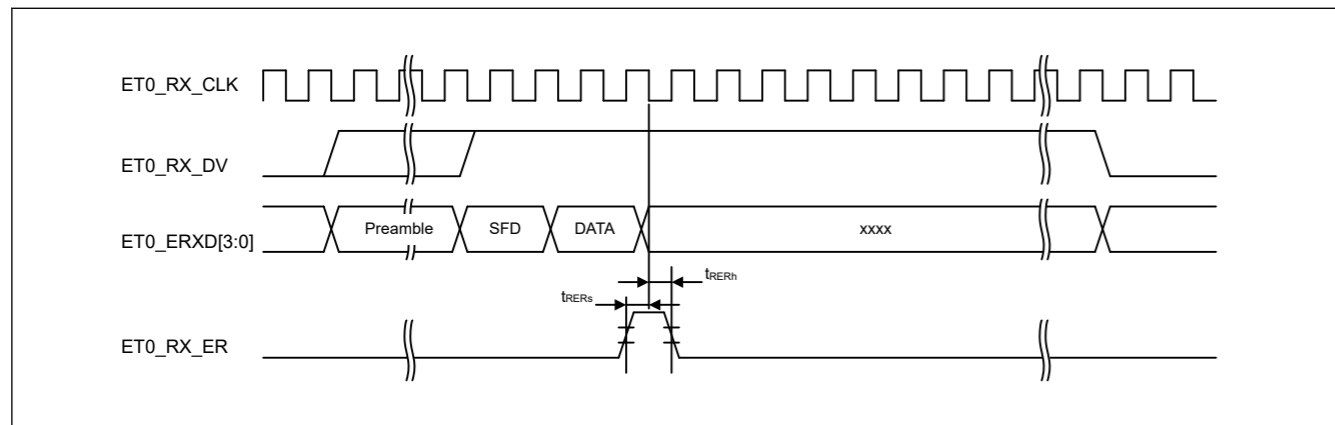 ET0_RX_CLK
ET0_RX_DV
ET0_ERXD[3:0] Preamble SFD DATA xxxx
tRERh
tRERs
ET0_RX_ER